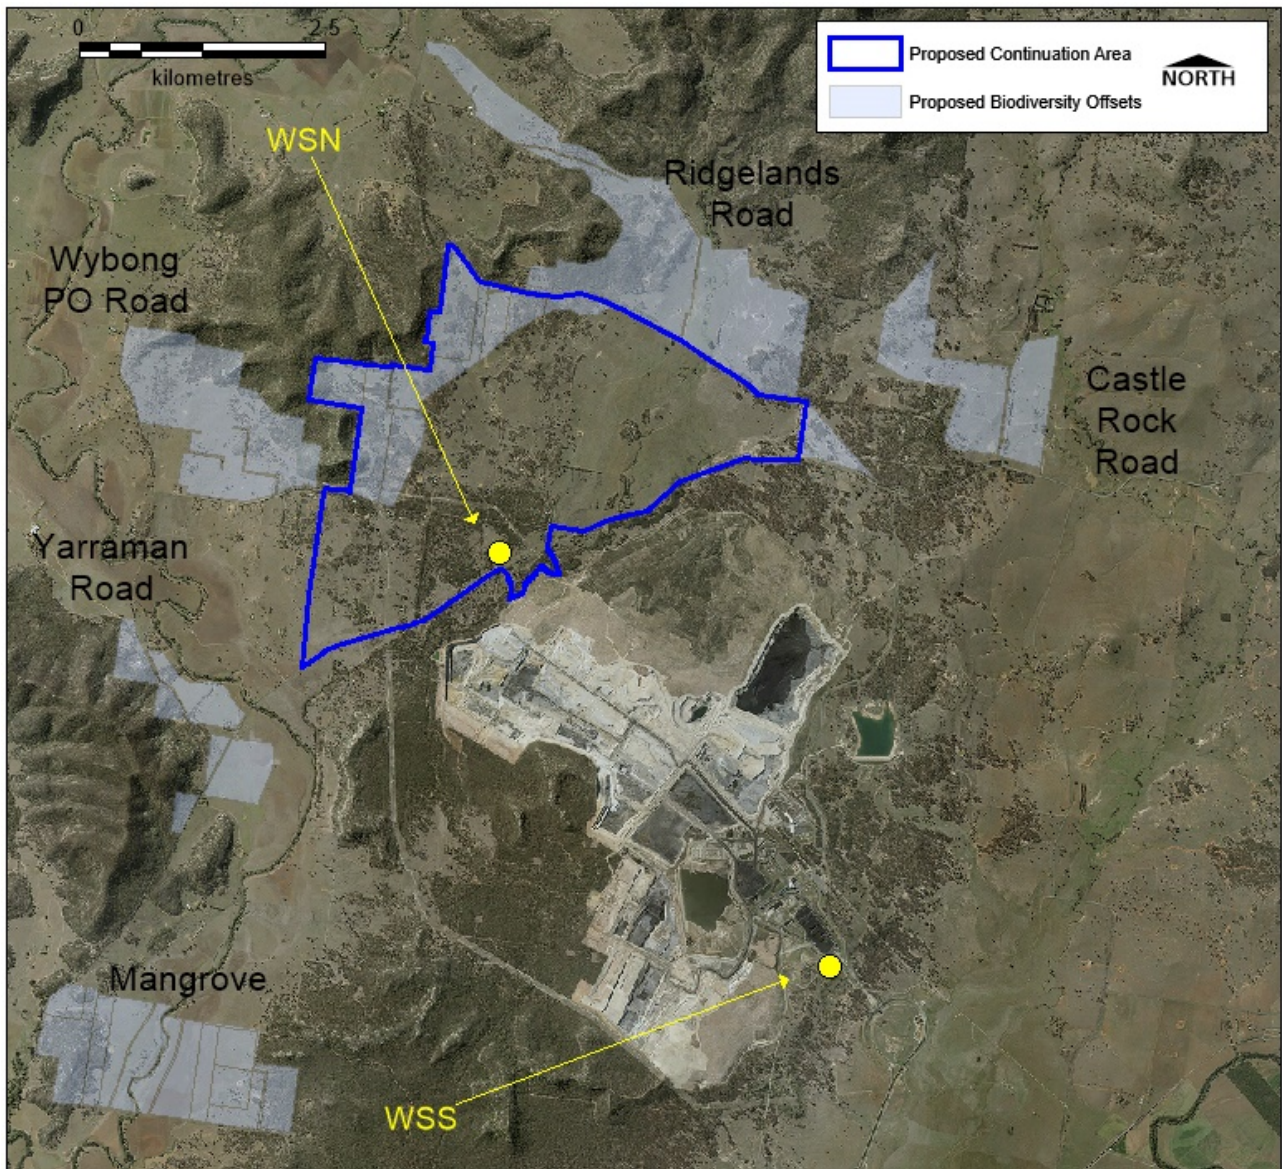 0 2.5
kilometres
Proposed Continuation Area
NORTH
Proposed Biodiversity Offsets
WSN
Ridgelands
Road
Wybong
PO Road
Castle
Rock
Road
Yarraman
Road
Mangrove
WSS